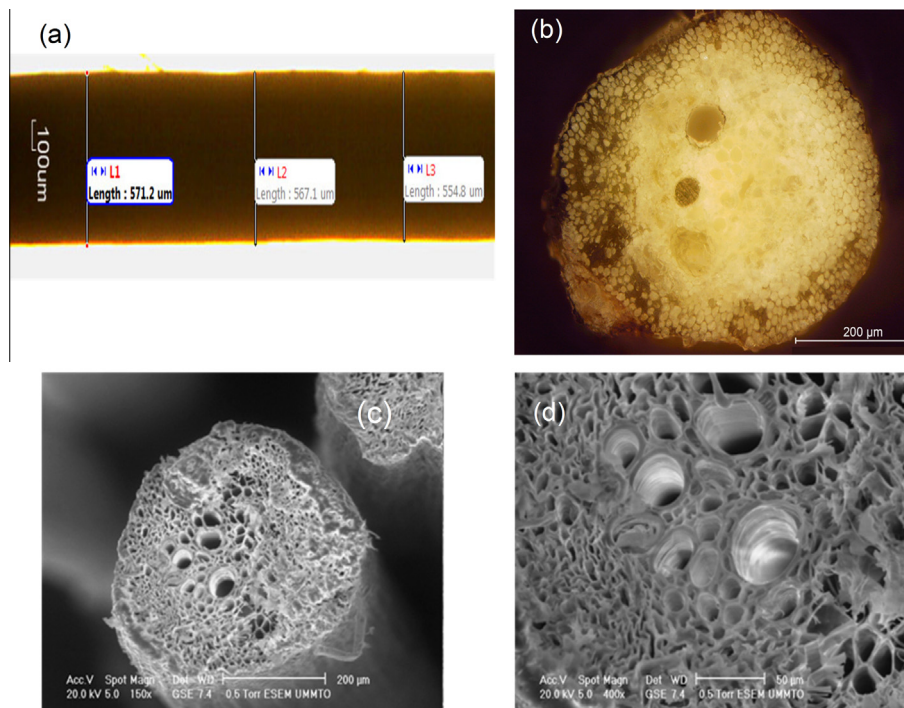 (a)
100um
L1
Length : 571.2 um
L2
Length : 567.1 um
L3
Length : 554.8 um
(b)
200 µm
(c)
Acc.V Spot Magn Det WD 200 µm
20.0 kV 5.0 150x GSE 7.4 0.5 Torr ESEM UMMTO
(d)
Acc.V Spot Magn Det WD 50 µm
20.0 kV 5.0 400x GSE 7.4 0.5 Torr ESEM UMMTO